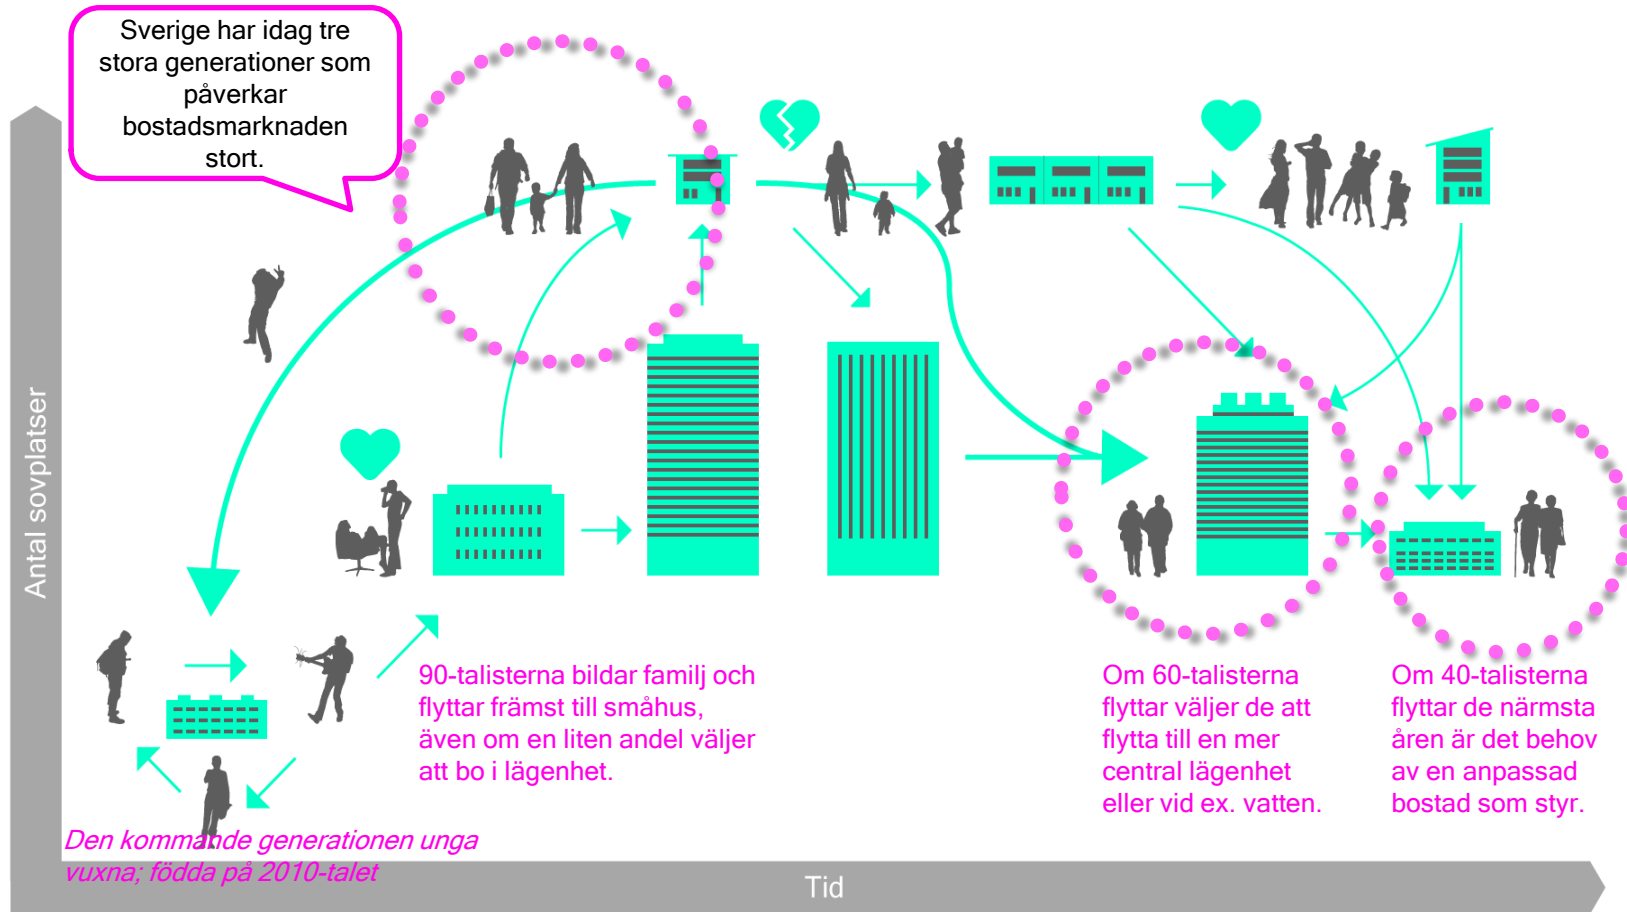 Sverige har idag tre
stora generationer som
påverkar
bostadsmarknaden
stort.
Antal sovplatser
90-talisterna bildar familj och
flyttar främst till småhus,
även om en liten andel väljer
att bo i lägenhet.
Om 60-talisterna
flyttar väljer de att
flytta till en mer
central lägenhet
eller vid ex. vatten.
Om 40-talisterna
flyttar de närmsta
åren är det behov
av en anpassad
bostad som styr.
Den kommande generationen unga
vuxna; födda på 2010-talet
Tid